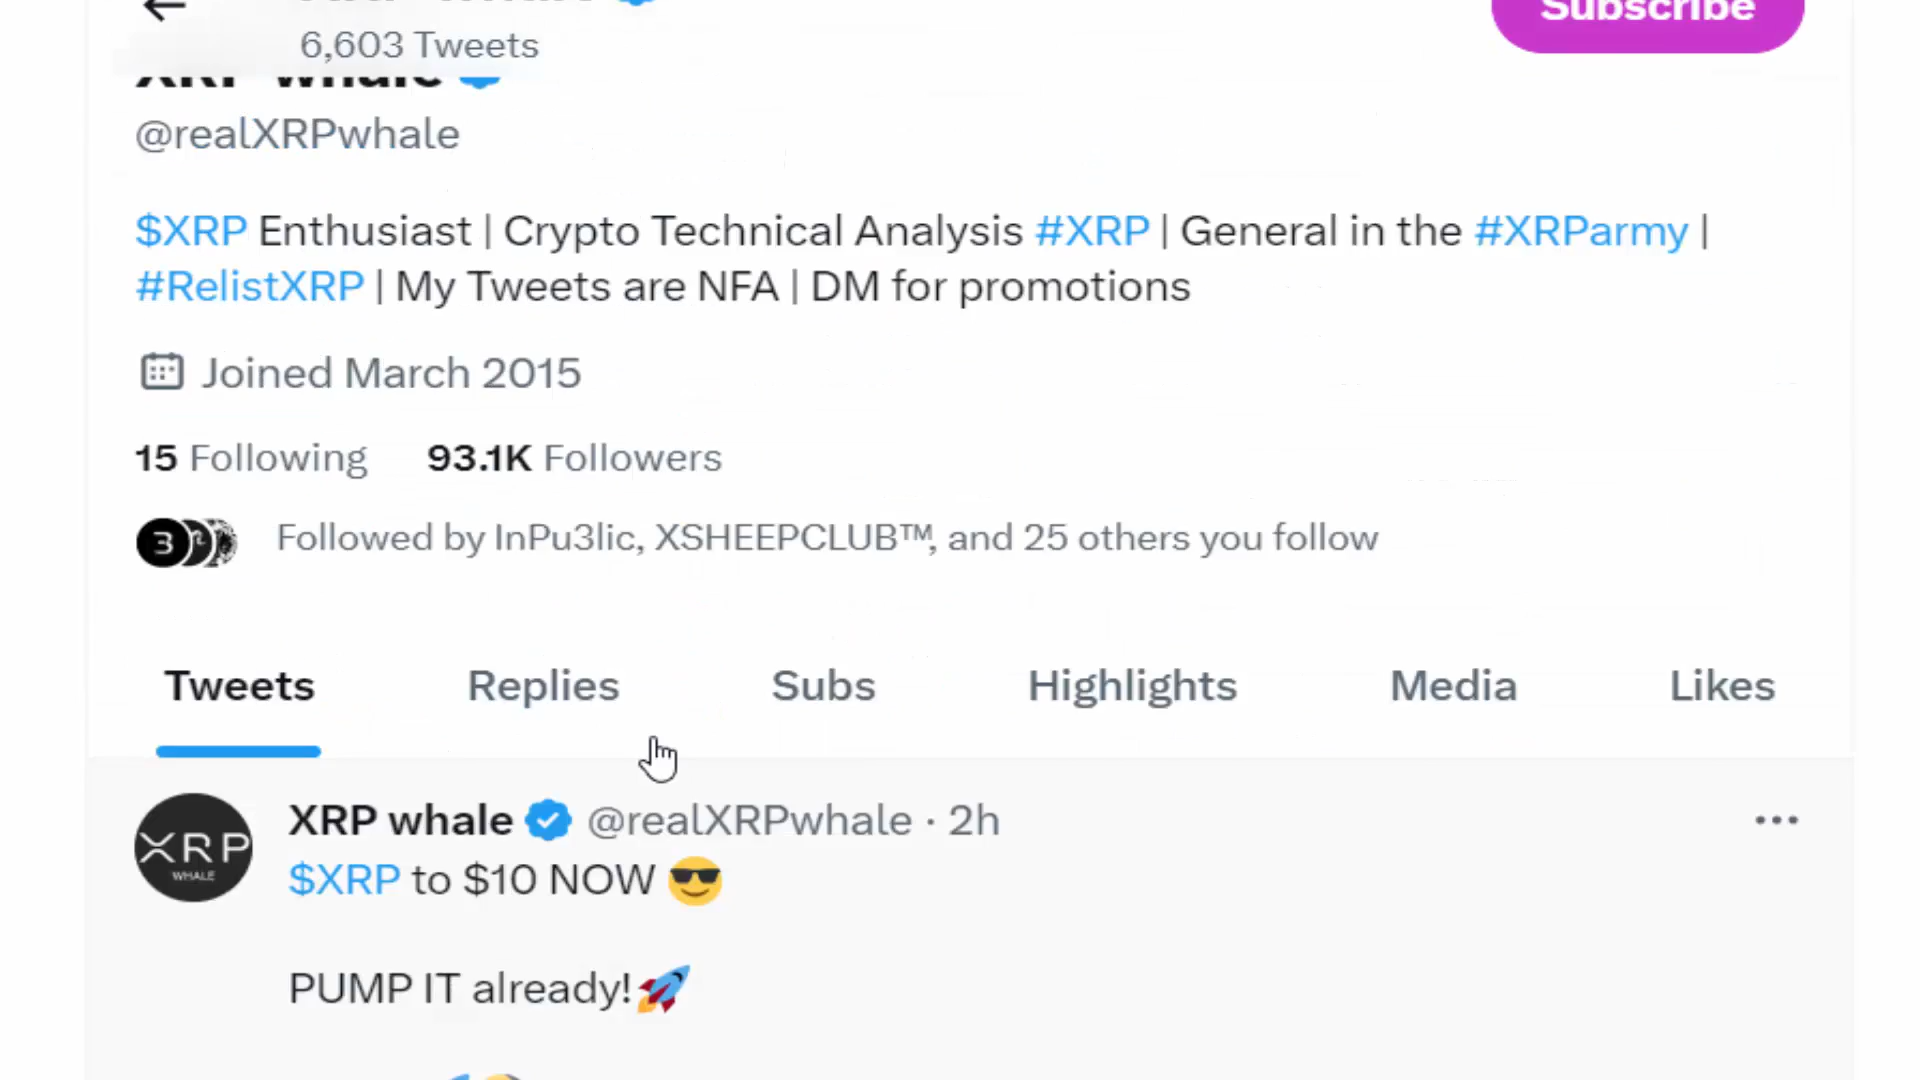 6,603 Tweets
Subscribe
XRP whale
@realXRPwhale
$XRP Enthusiast | Crypto Technical Analysis #XRP | General in the #XRParmy |
#RelistXRP | My Tweets are NFA | DM for promotions
Joined March 2015
15 Following 93.1K Followers
3
Followed by InPu3lic, XSHEEPCLUB™, and 25 others you follow
Tweets Replies Subs Highlights Media Likes
XRP whale @realXRPwhale · 2h
XRP
WHALE
$XRP to $10 NOW 😎
PUMP IT already!🚀